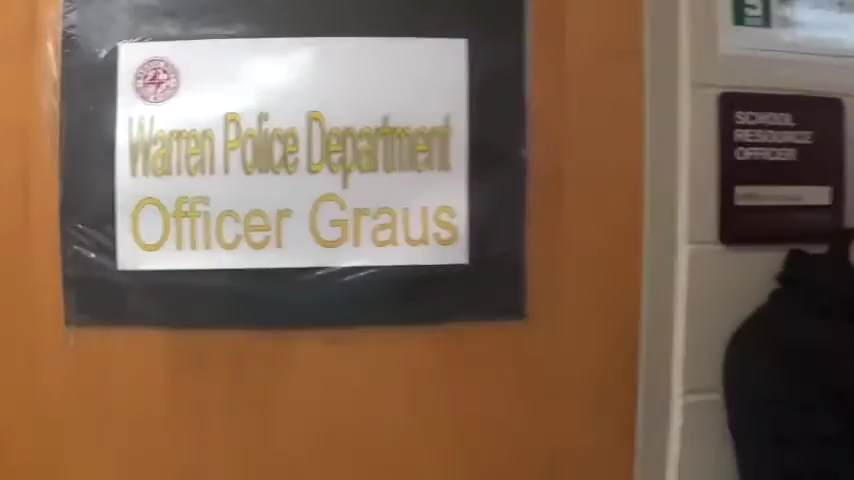 Warren Police Department
Officer Graus
SCHOOL
RESOURCE
OFFICER